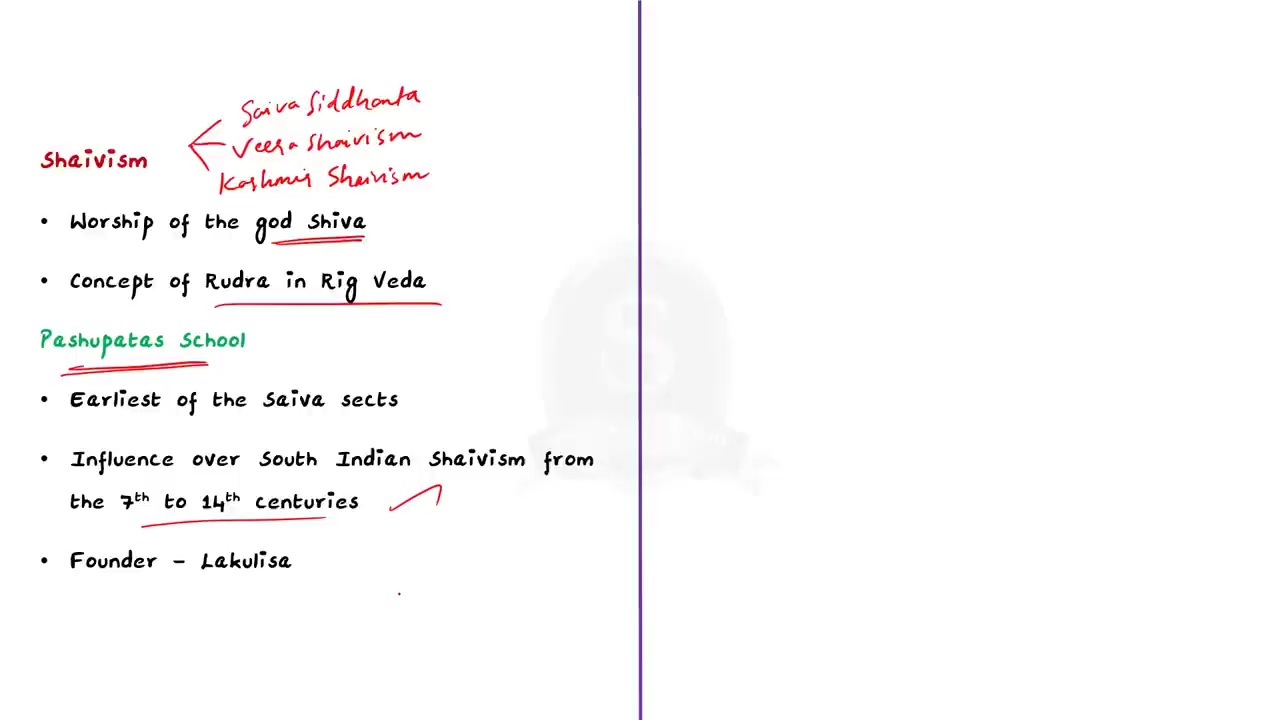 Saiva Siddhanta
Veera Shaivism
Kashmir Shaivism
Shaivism
• Worship of the god Shiva
• Concept of Rudra in Rig Veda
Pashupatas School
• Earliest of the Saiva sects
• Influence over South Indian Shaivism from
the 7th to 14th centuries
• Founder – Lakulisa